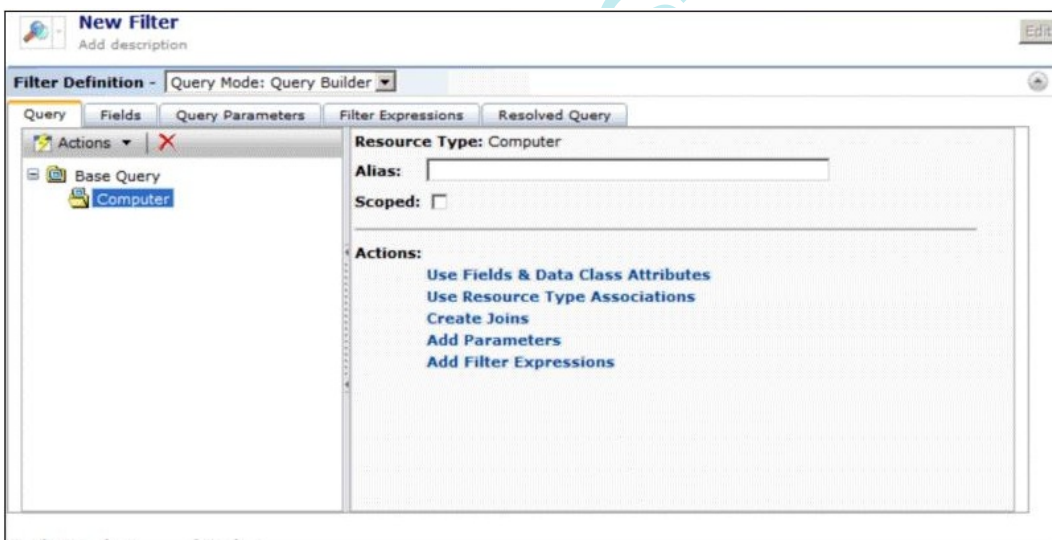 New Filter
Add description
Edit
Filter Definition - Query Mode: Query Builder
Query Fields Query Parameters Filter Expressions Resolved Query
Actions
Resource Type: Computer
Base Query
Computer
Alias:
Scoped:
Actions:
Use Fields & Data Class Attributes
Use Resource Type Associations
Create Joins
Add Parameters
Add Filter Expressions